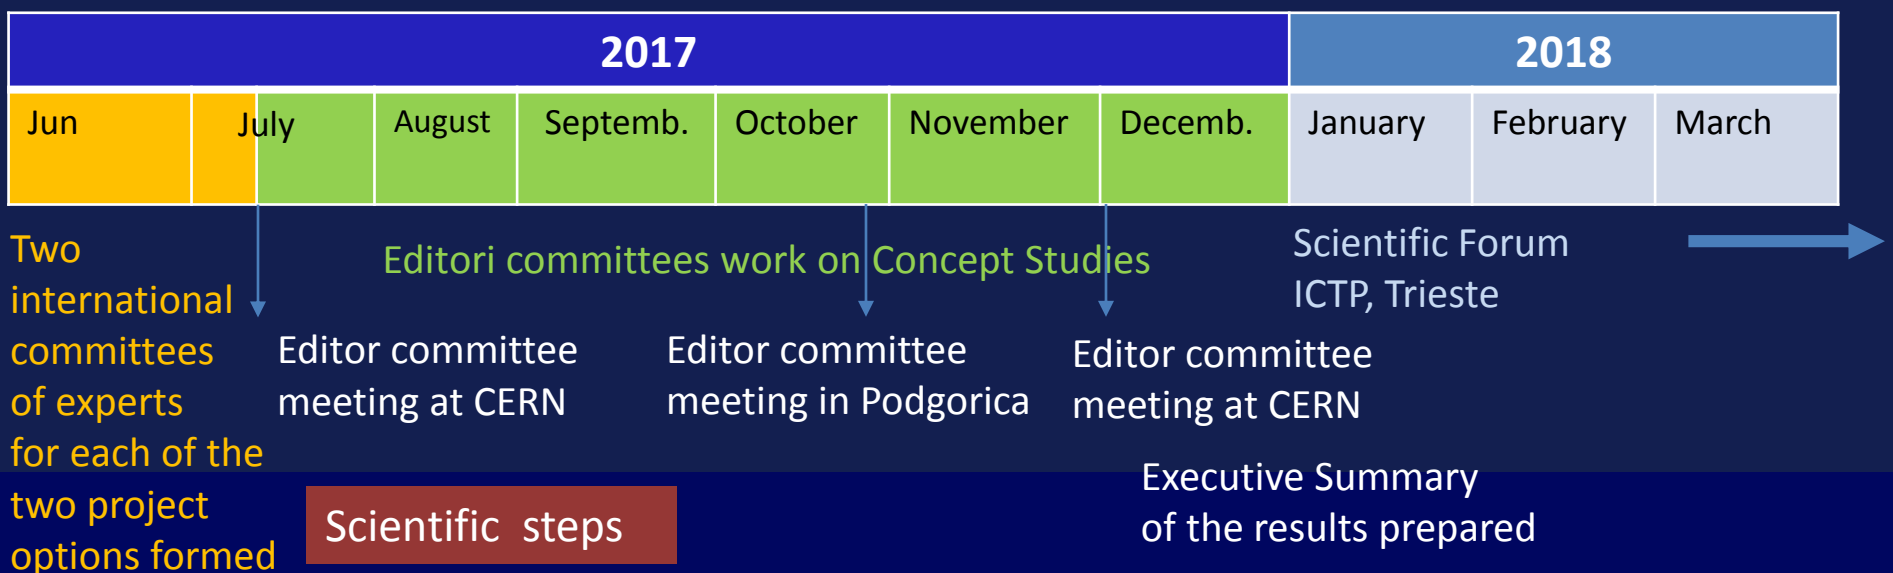 2017
2018
Jun
July
August
Septemb.
October
November
Decemb.
January
February
March
Two
international
committees
of experts
for each of the
two project
options formed
Editori committees work on Concept Studies
Scientific Forum
ICTP, Trieste
Editor committee
meeting at CERN
Editor committee
meeting in Podgorica
Editor committee
meeting at CERN
Executive Summary
of the results prepared
Scientific steps